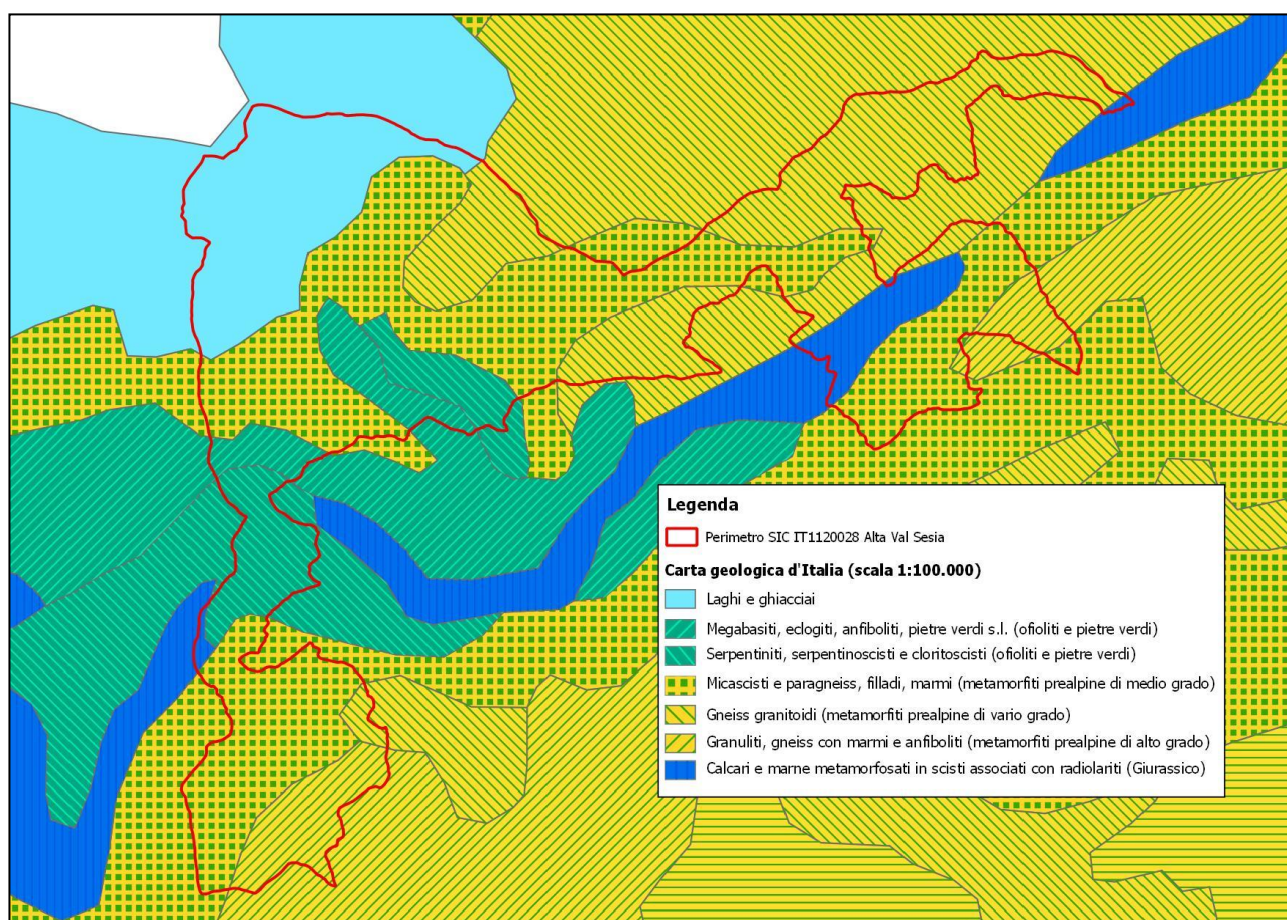 Legenda
Perimetro SIC IT1120028 Alta Val Sesia
Carta geologica d'Italia (scala 1:100.000)
Laghi e ghiacciai
Megabasiti, eclogiti, anfiboliti, pietre verdi s.l. (ofioliti e pietre verdi)
Serpentiniti, serpentinoscisti e cloritoscisti (ofioliti e pietre verdi)
Micascisti e paragneiss, filladi, marmi (metamorfiti prealpine di medio grado)
Gneiss granitoidi (metamorfiti prealpine di vario grado)
Granuliti, gneiss con marmi e anfiboliti (metamorfiti prealpine di alto grado)
Calcari e marne metamorfosati in scisti associati con radiolariti (Giurassico)